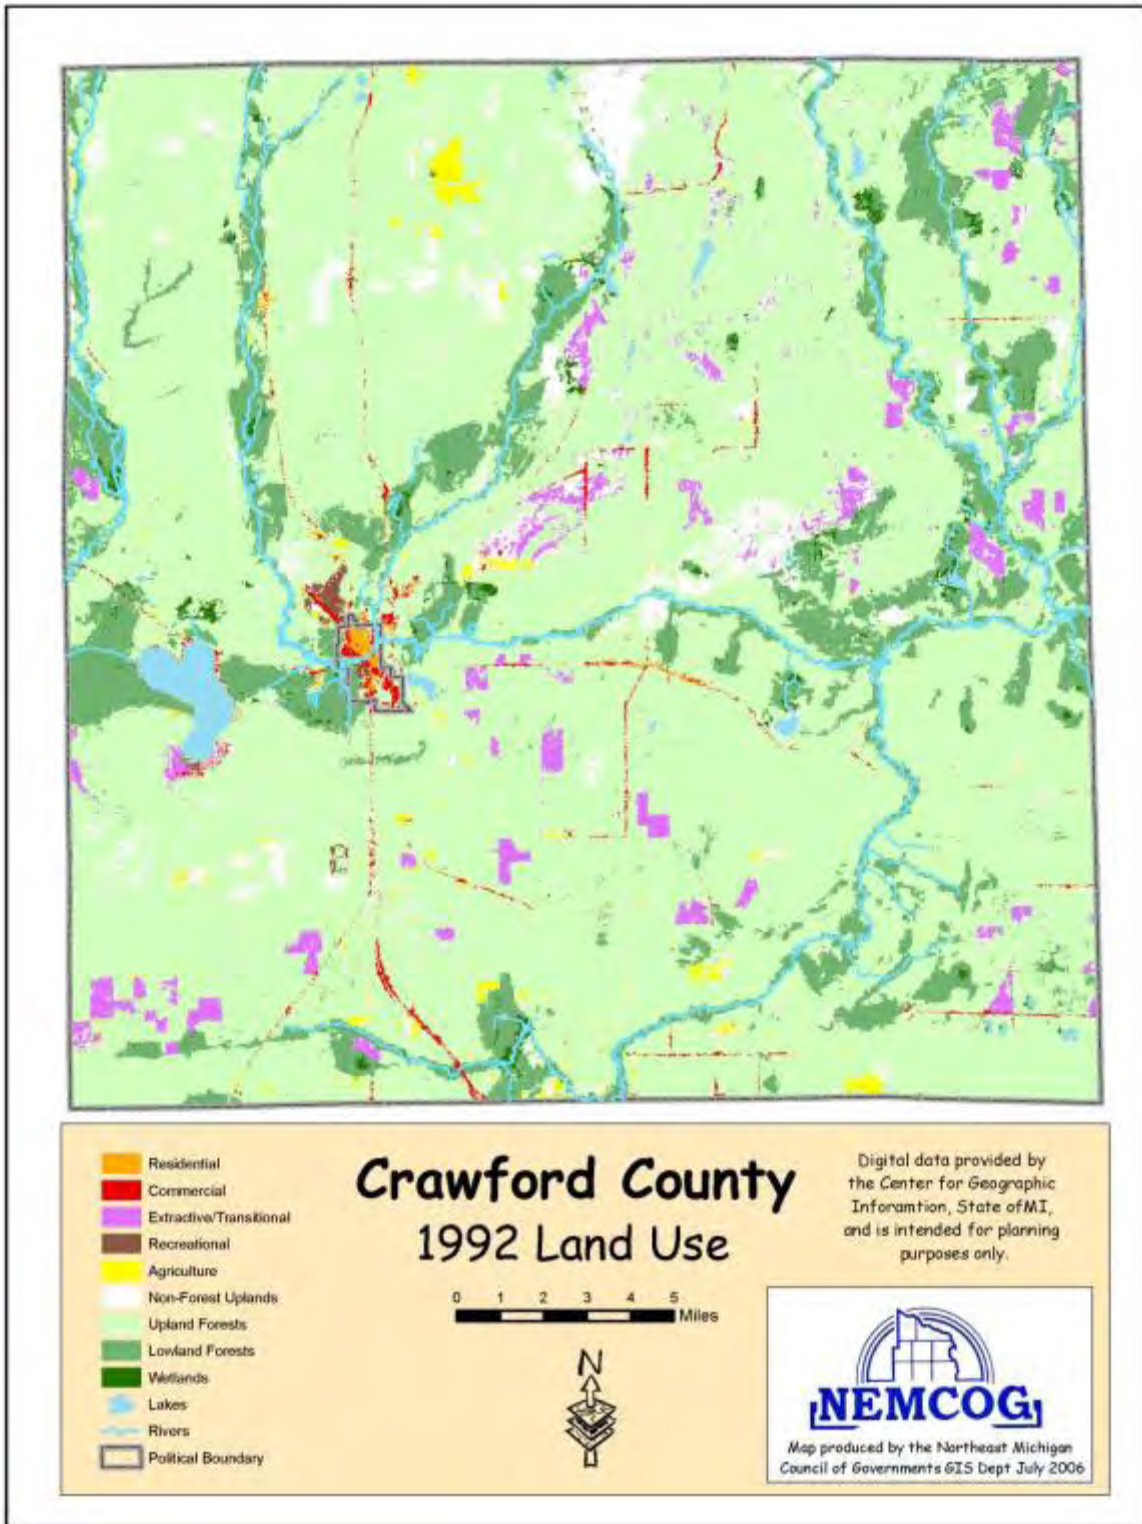 Residential
Commercial
Extractive/Transitional
Recreational
Agriculture
Non-Forest Uplands
Upland Forests
Lowland Forests
Wetlands
Lakes
Rivers
Political Boundary
Crawford County
1992 Land Use
0 1 2 3 4 5
Miles
N
Digital data provided by
the Center for Geographic
Inforamtion, State of MI,
and is intended for planning
purposes only.
NEMCOG
Map produced by the Northeast Michigan
Council of Governments GIS Dept July 2006